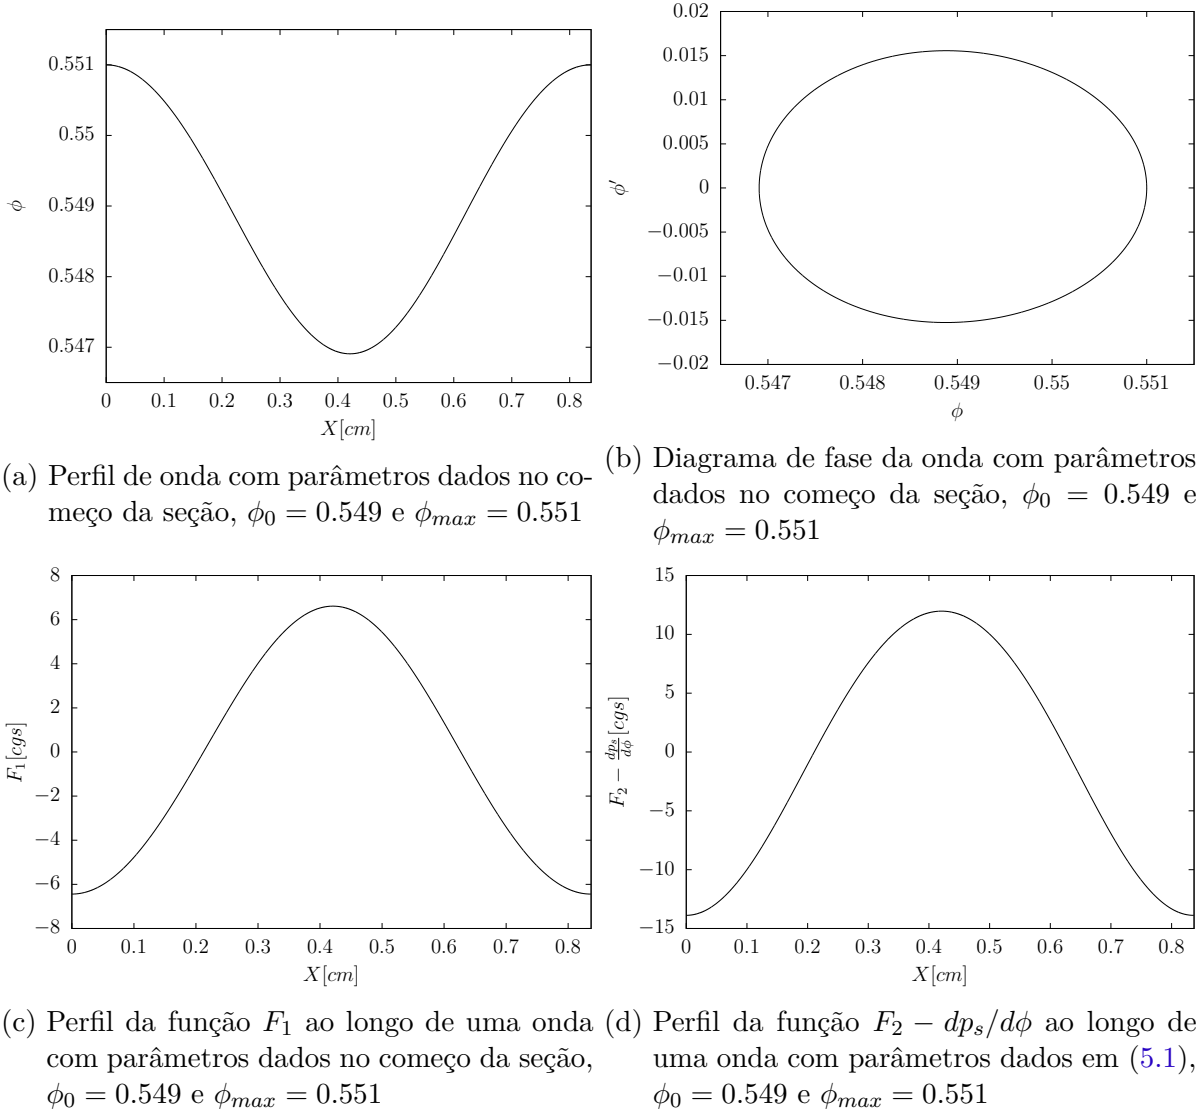 0.551
0.55
0.549
0.548
0.547
ϕ
0 0.1 0.2 0.3 0.4 0.5 0.6 0.7 0.8
X[cm]
(a) Perfil de onda com parâmetros dados no co-
meço da seção, ϕ0 = 0.549 e ϕmax = 0.551
0.02
0.015
0.01
0.005
0
−0.005
−0.01
−0.015
−0.02
ϕ′
0.547 0.548 0.549 0.55 0.551
ϕ
(b) Diagrama de fase da onda com parâmetros
dados no começo da seção, ϕ0 = 0.549 e
ϕmax = 0.551
8
6
4
2
0
−2
−4
−6
−8
F1[cgs]
0 0.1 0.2 0.3 0.4 0.5 0.6 0.7 0.8
X[cm]
(c) Perfil da função F1 ao longo de uma onda
com parâmetros dados no começo da seção,
ϕ0 = 0.549 e ϕmax = 0.551
15
10
5
0
−5
−10
−15
F2 − dps/dϕ[cgs]
0 0.1 0.2 0.3 0.4 0.5 0.6 0.7 0.8
X[cm]
(d) Perfil da função F2 − dps/dϕ ao longo de
uma onda com parâmetros dados em (5.1),
ϕ0 = 0.549 e ϕmax = 0.551